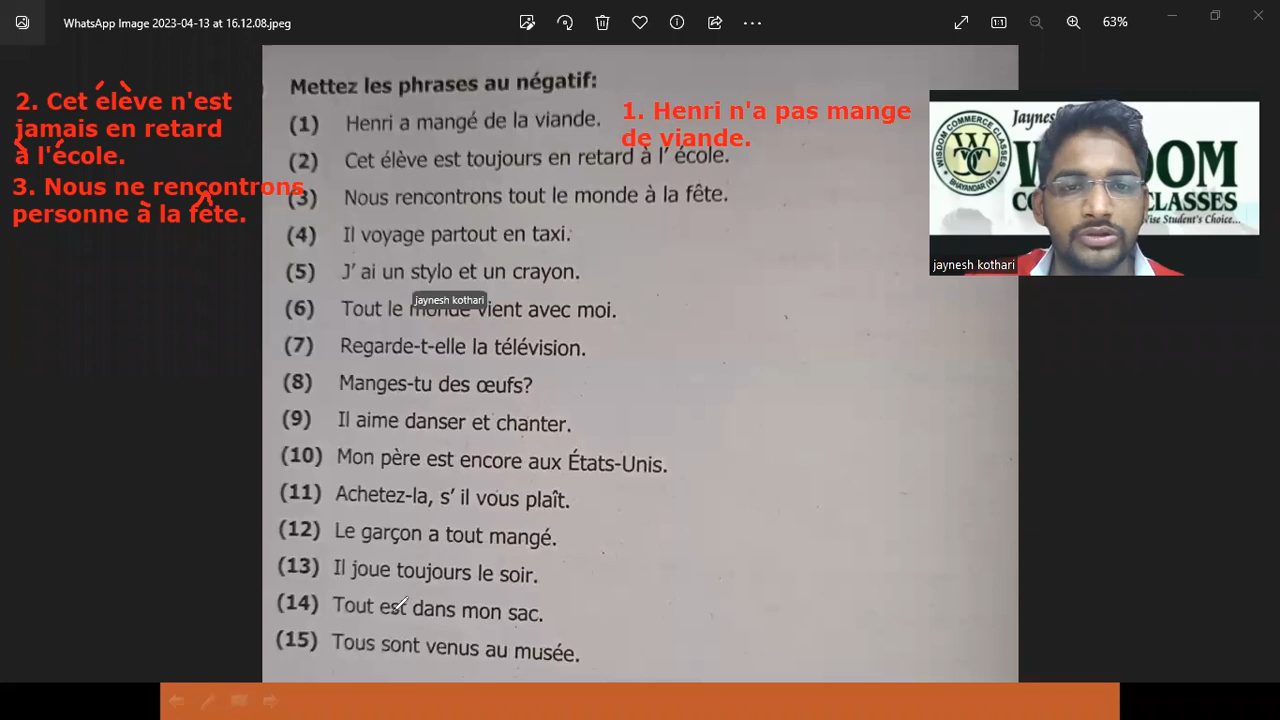 WhatsApp Image 2023-04-13 at 16.12.08.jpeg
63%
Mettez les phrases au négatif:
(1) Henri a mangé de la viande.
(2) Cet élève est toujours en retard à l' école.
(3) Nous rencontrons tout le monde à la fête.
(4) Il voyage partout en taxi.
(5) J' ai un stylo et un crayon.
(6) Tout le monde vient avec moi.
(7) Regarde-t-elle la télévision.
(8) Manges-tu des œufs?
(9) Il aime danser et chanter.
(10) Mon père est encore aux États-Unis.
(11) Achetez-la, s' il vous plaît.
(12) Le garçon a tout mangé.
(13) Il joue toujours le soir.
(14) Tout est dans mon sac.
(15) Tous sont venus au musée.
1. Henri n'a pas mange
de viande.
2. Cet élève n'est
jamais en retard
à l'école.
3. Nous ne rencontrons
personne à la fête.
jaynesh kothari
WISDOM COMMERCE CLASSES
BHAYANDAR (W)
Jayne
jaynesh kothari